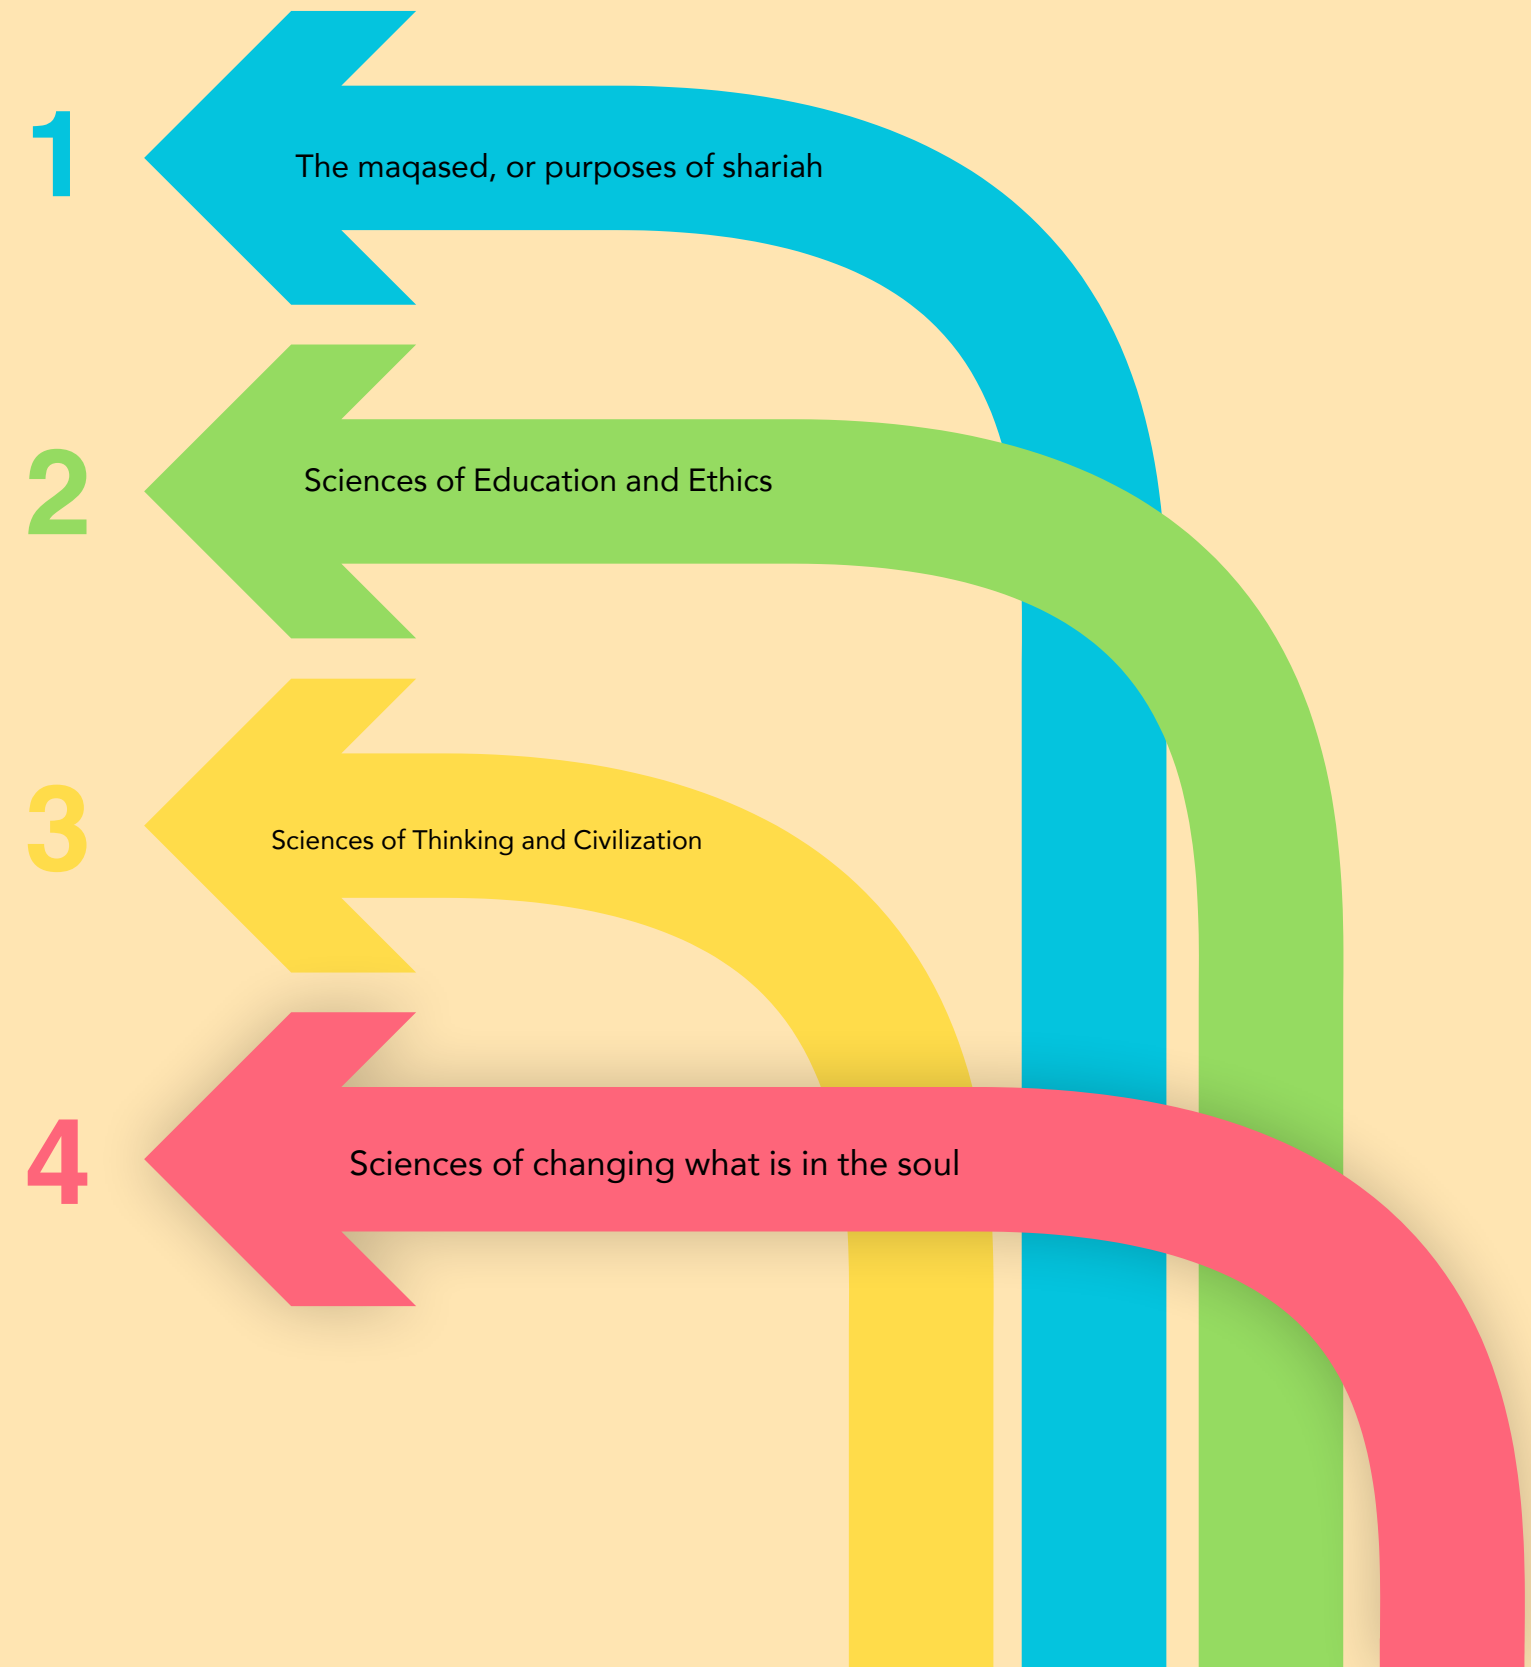 1
The maqased, or purposes of shariah
2
Sciences of Education and Ethics
3
Sciences of Thinking and Civilization
4
Sciences of changing what is in the soul